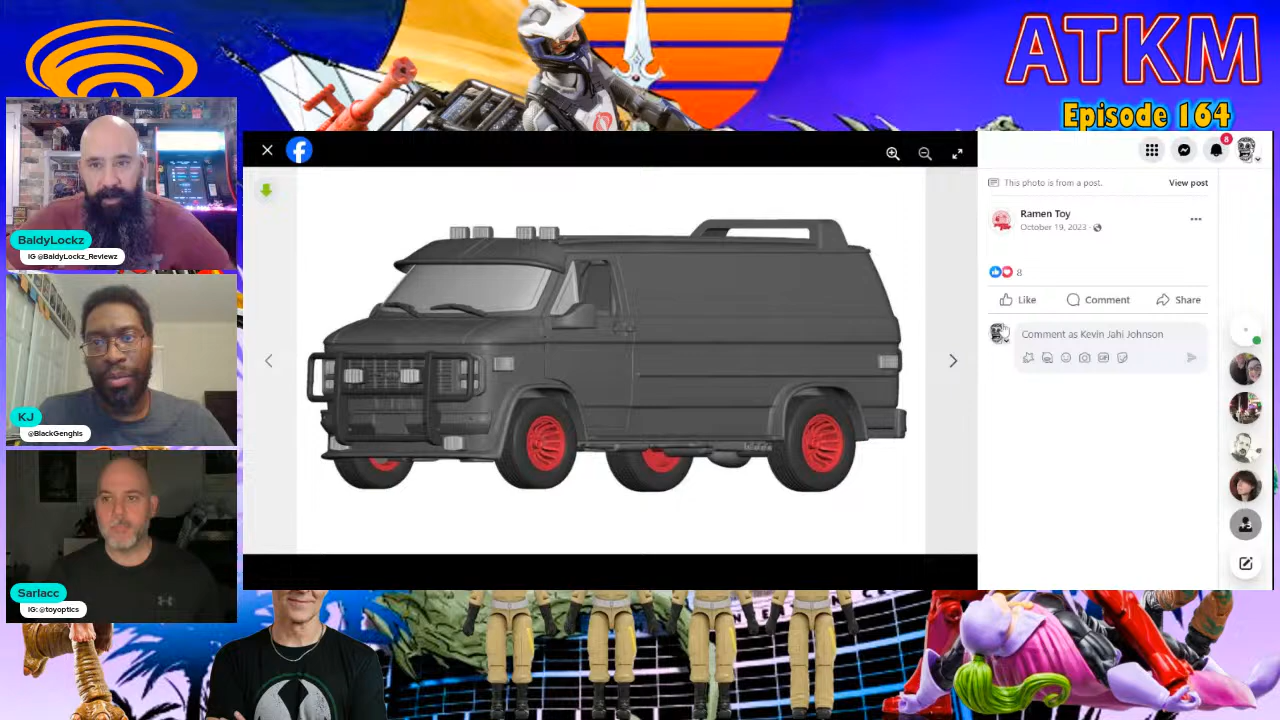 ATKM
Episode 164
BaldyLockz
IG @BaldyLockz_Reviewz
KJ
@BlackGenghis
Sarlacc
IG: @toyoptics
8
This photo is from a post.
View post
Ramen Toy
October 19, 2023 ·
8
Like
Comment
Share
Comment as Kevin Jahi Johnson